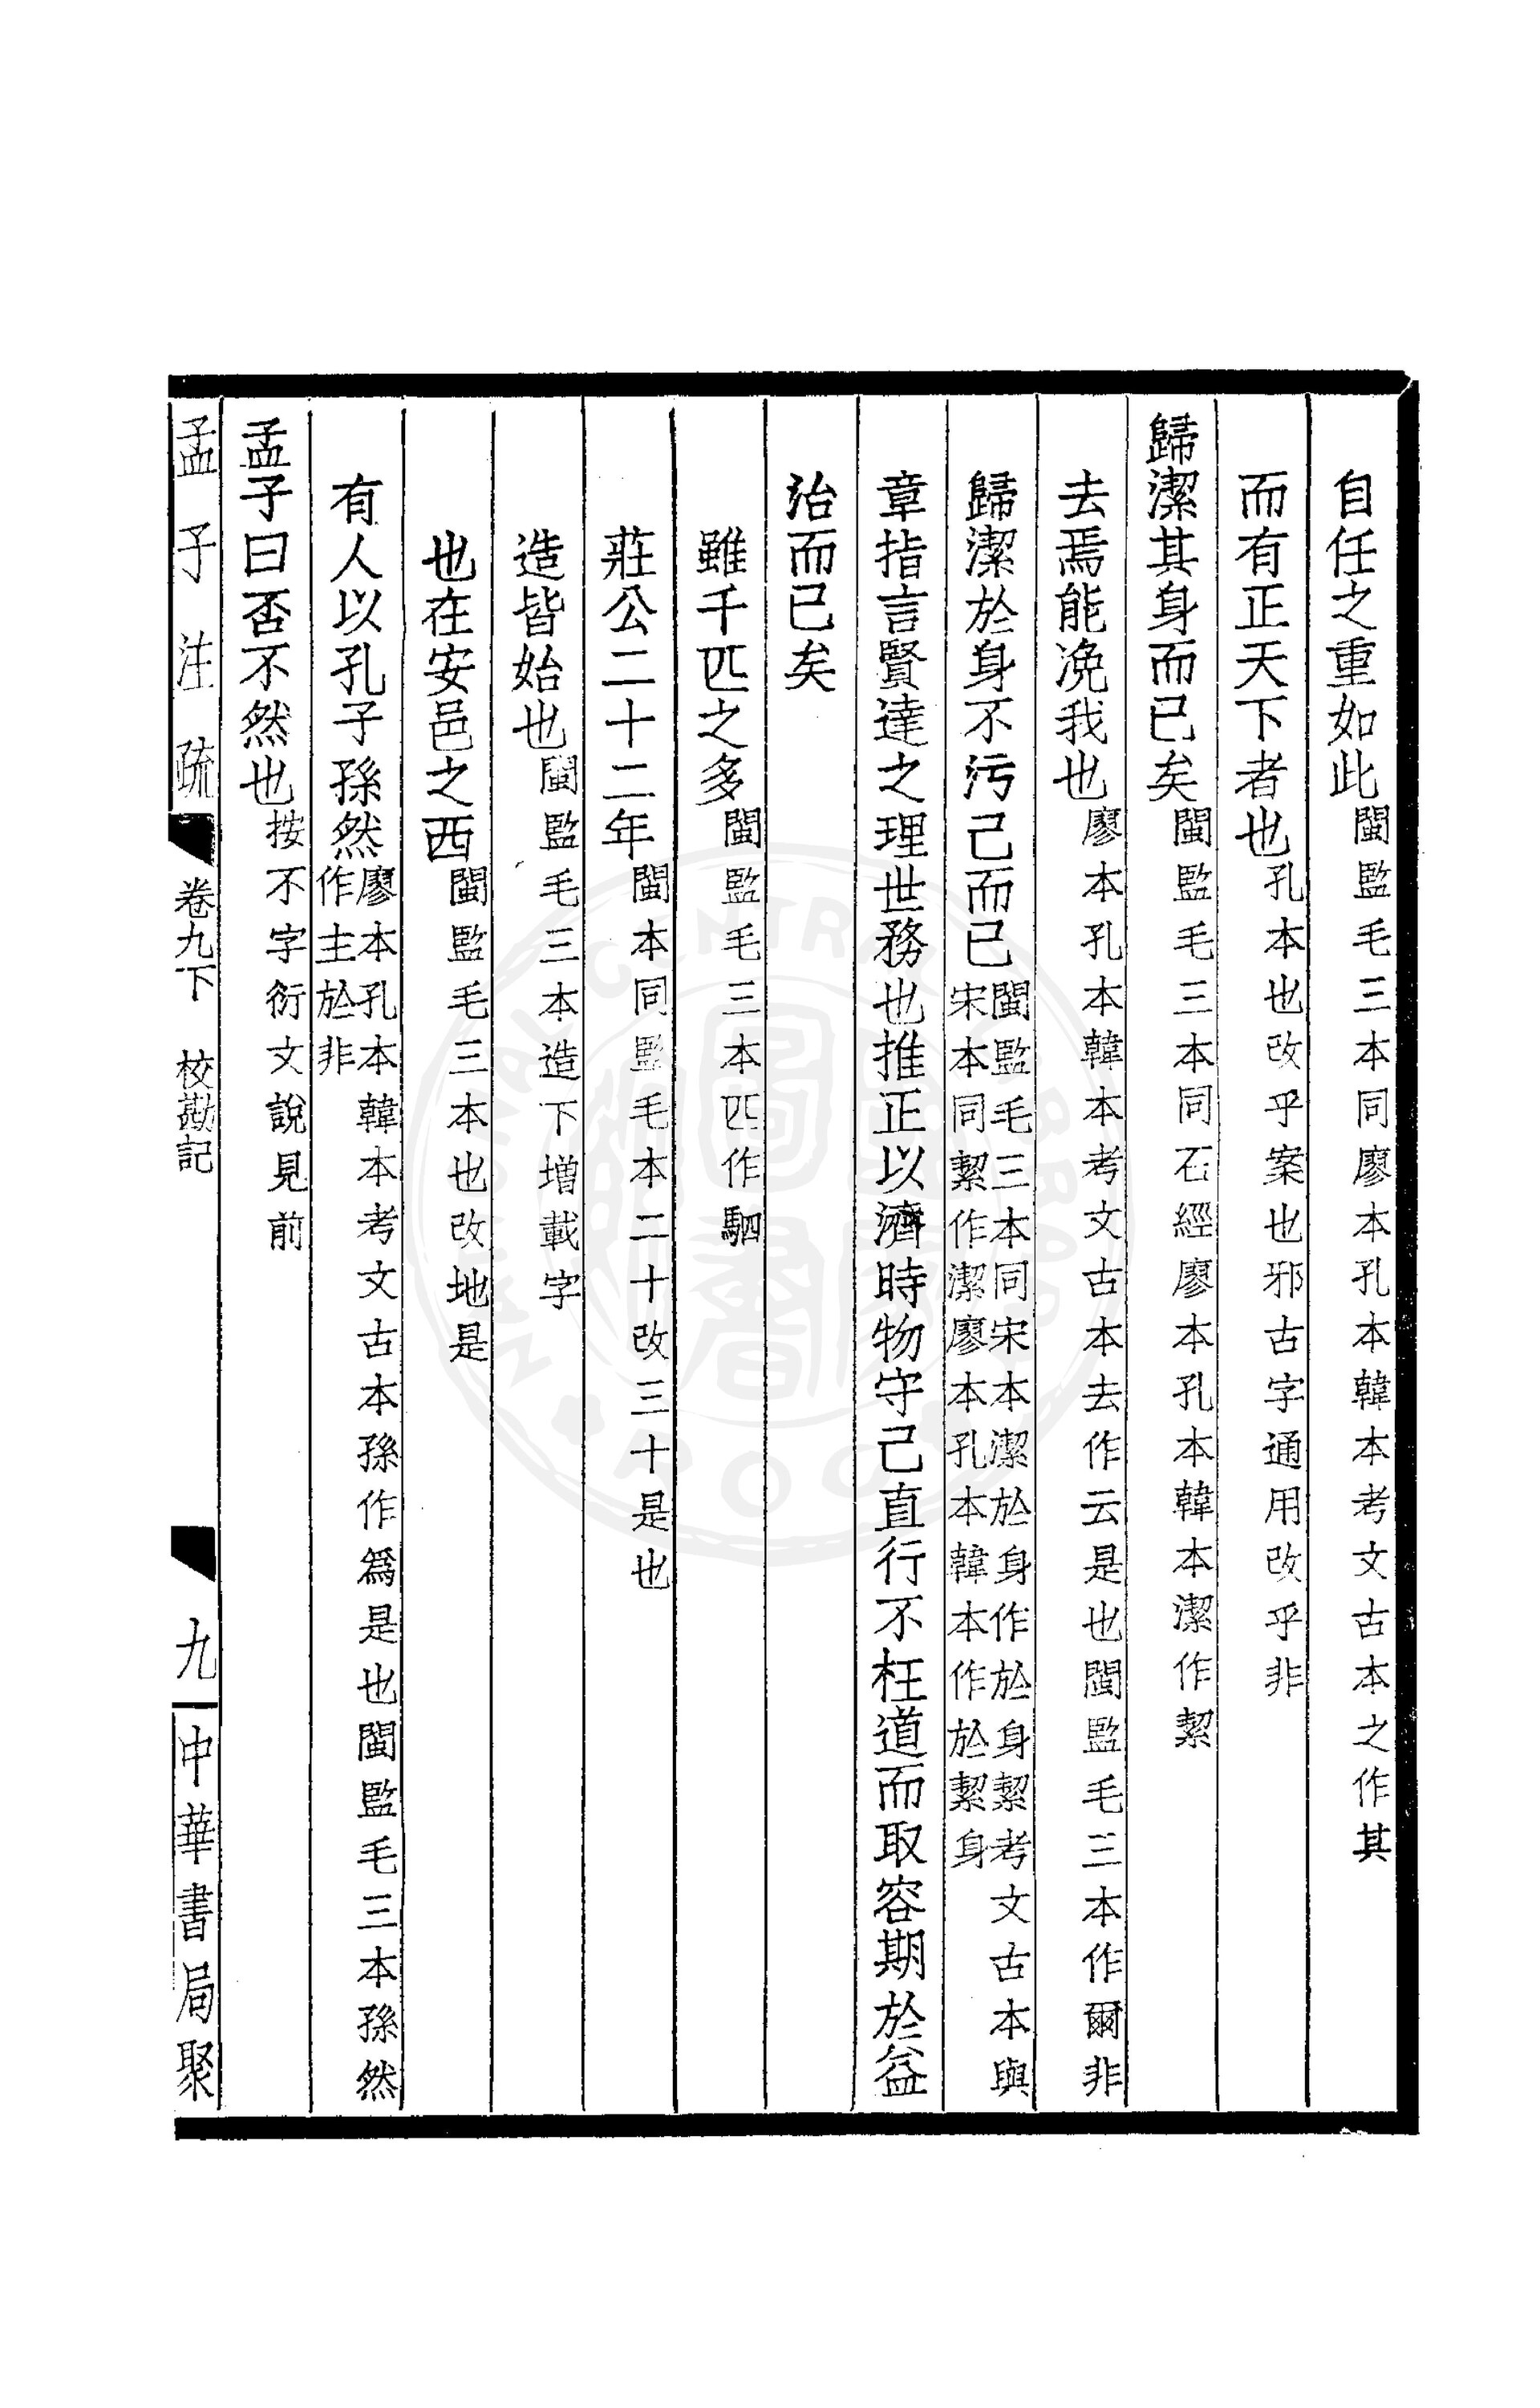 自任之重如此閩監毛三本同廖本孔本韓本考文古本之作其
而有正天下者也孔本也改乎案也邪古字通用改乎非
歸潔其身而已矣閩監毛三本同石經廖本孔本韓本潔作絜
去焉能浼我也廖本孔本韓本考文古本去作云是也閩監毛三本作爾非
歸潔於身不污己而已閩監毛三本同宋本潔於身作於身絜考文古本與
宋本同絜作潔廖本孔本韓本作於絜身
章指言賢達之理世務也推正以濟時物守己直行不枉道而取容期於益
治而已矣
雖千匹之多閩監毛三本匹作駟
莊公二十二年閩本同監毛本二十改三十是也
造皆始也閩監毛三本造下增載字
也在安邑之西閩監毛三本也改地是
有人以孔子孫然廖本孔本韓本考文古本孫作為是也閩監毛三本孫然
作主於非
孟子曰否不然也按不字衍文說見前
孟子注疏 卷九下 校勘記 九 中華書局聚
NATIONAL CENTRAL LIBRARY ROC